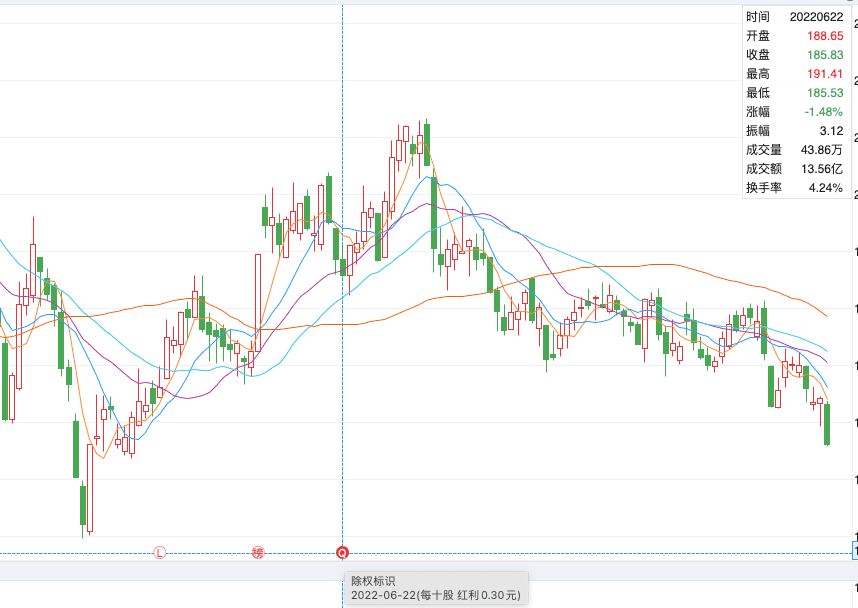 时间 20220622
开盘 188.65
收盘 185.83
最高 191.41
最低 185.53
涨幅 -1.48%
振幅 3.12
成交量 43.86万
成交额 13.56亿
换手率 4.24%
L 榜 Q
除权标识
2022-06-22(每十股 红利0.30元)